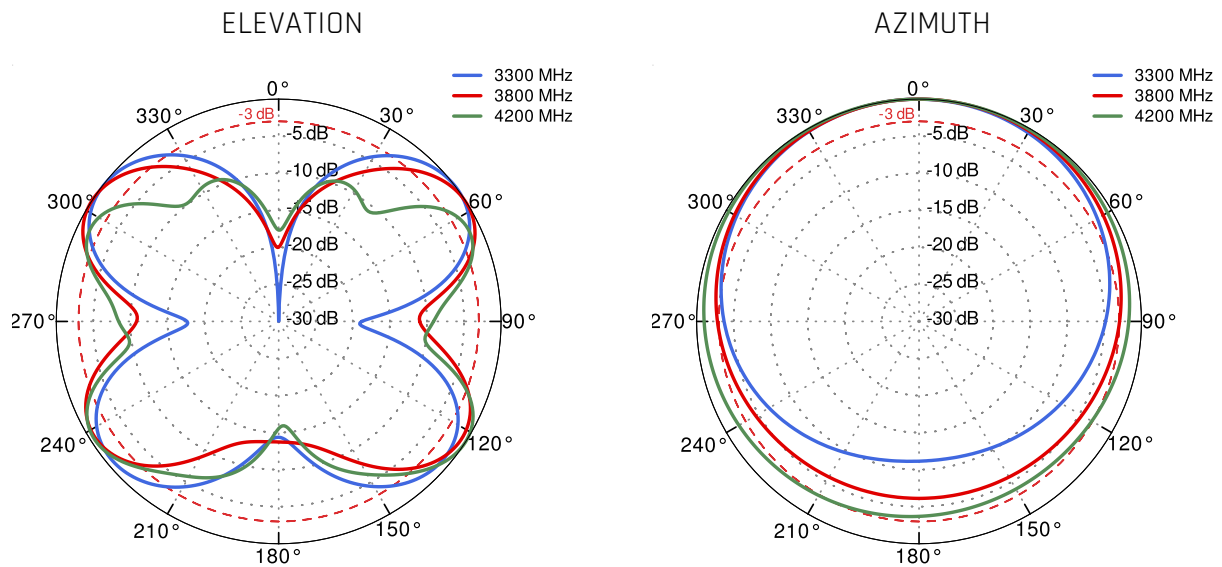 ELEVATION
3300 MHz
3800 MHz
4200 MHz
0°
330°
30°
-3 dB
-5 dB
-10 dB
300°
60°
-15 dB
-20 dB
-25 dB
270°
-30 dB
90°
240°
120°
210°
150°
180°
AZIMUTH
3300 MHz
3800 MHz
4200 MHz
0°
330°
30°
-3 dB
-5 dB
-10 dB
300°
60°
-15 dB
-20 dB
-25 dB
270°
-30 dB
90°
240°
120°
210°
150°
180°